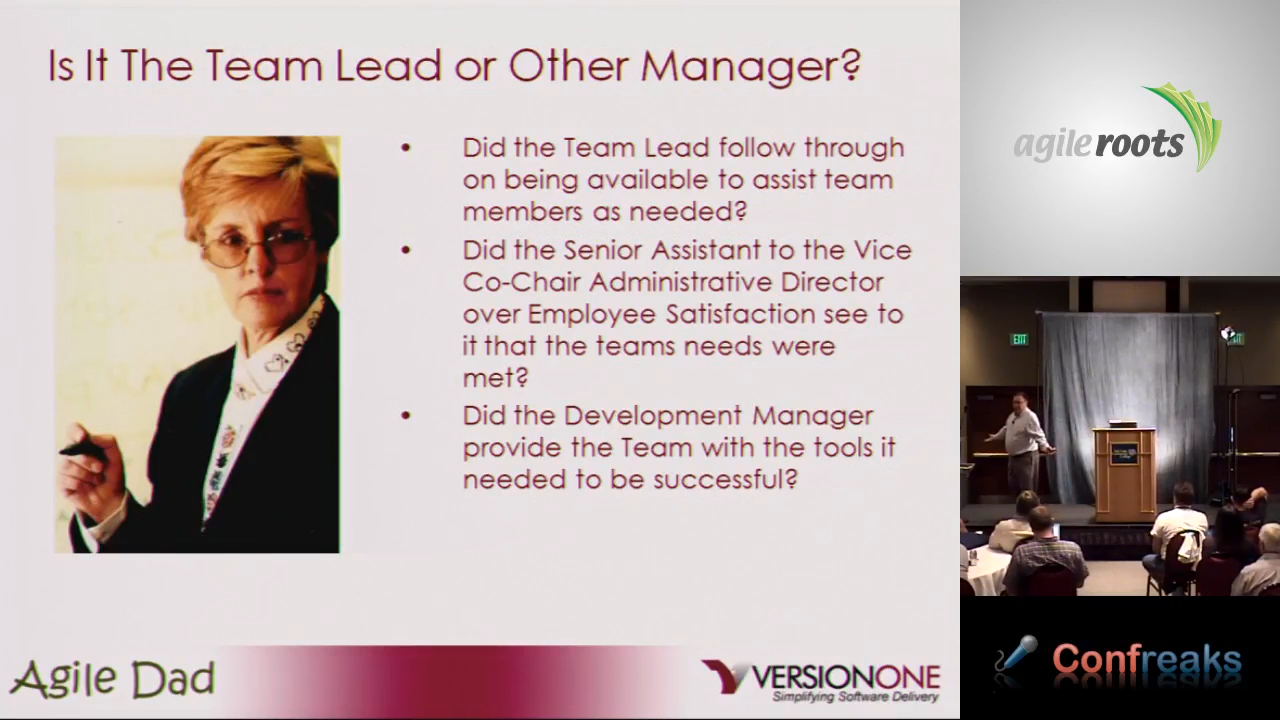 Is It The Team Lead or Other Manager?
• Did the Team Lead follow through
on being available to assist team
members as needed?
• Did the Senior Assistant to the Vice
Co-Chair Administrative Director
over Employee Satisfaction see to
it that the teams needs were
met?
• Did the Development Manager
provide the Team with the tools it
needed to be successful?
Agile Dad
VERSIONONE
Simplifying Software Delivery
agile roots
EXIT
Confreaks